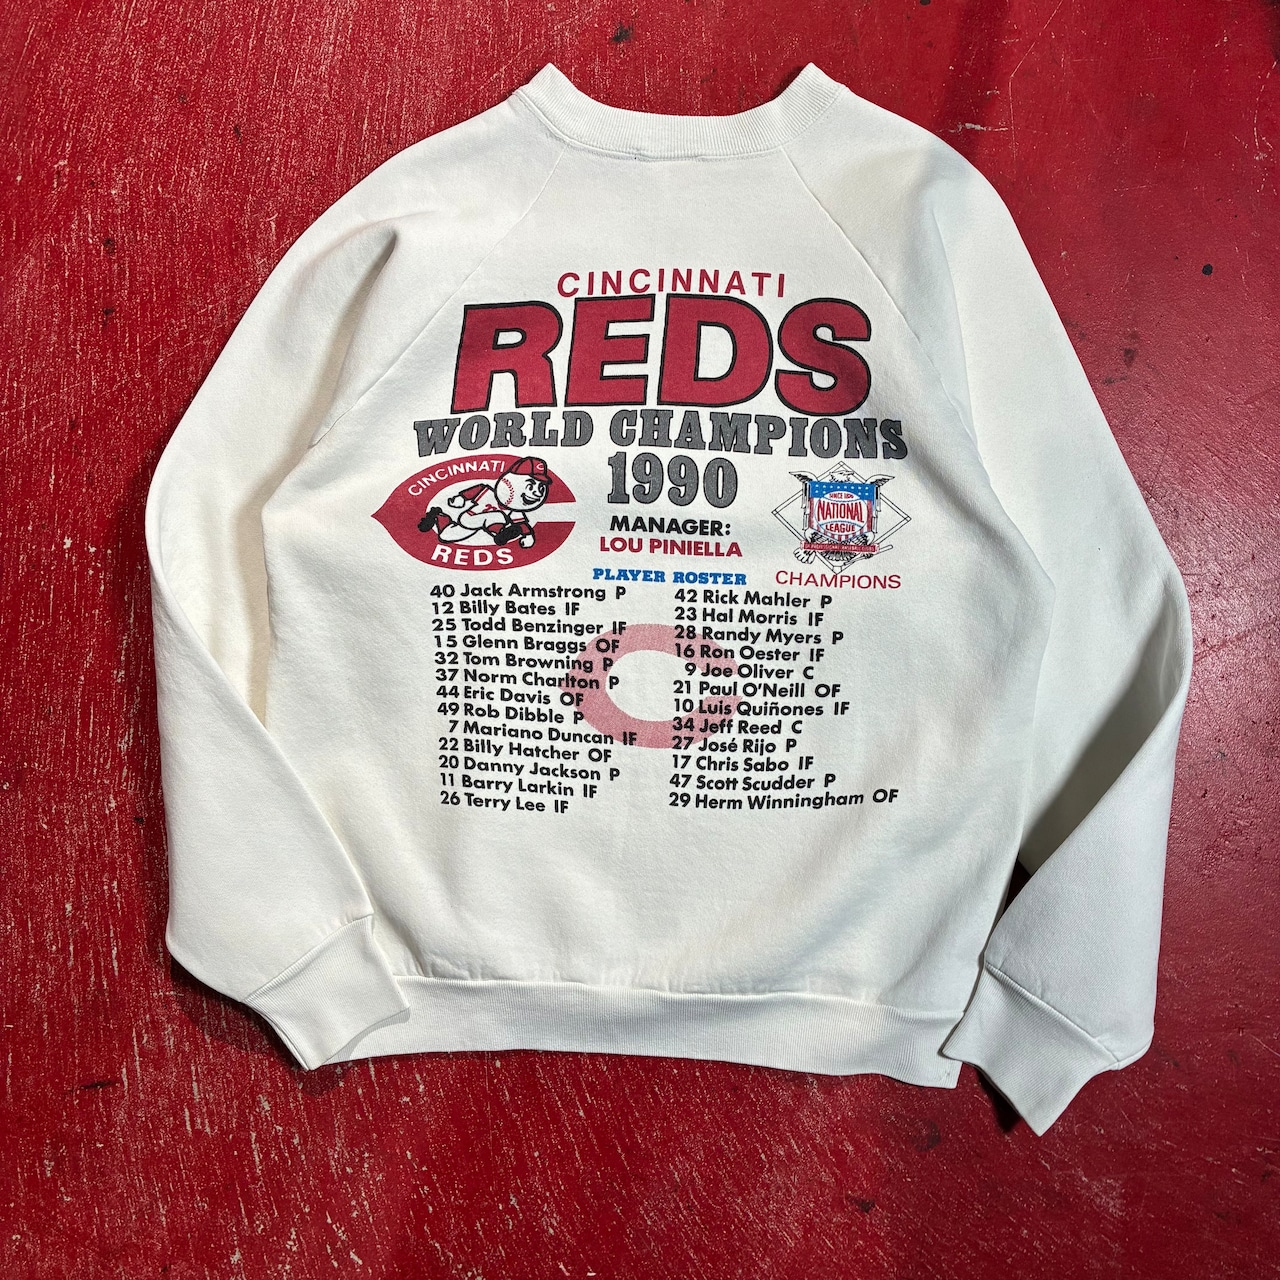 CINCINNATI
REDS
WORLD CHAMPIONS
1990
CINCINNATI
REDS
MANAGER:
LOU PINIELLA
SINCE 1876
NATIONAL
LEAGUE
CHAMPIONS
PLAYER ROSTER
40 Jack Armstrong P
12 Billy Bates IF
25 Todd Benzinger IF
15 Glenn Braggs OF
32 Tom Browning P
37 Norm Charlton P
44 Eric Davis OF
49 Rob Dibble P
7 Mariano Duncan IF
22 Billy Hatcher OF
20 Danny Jackson P
11 Barry Larkin IF
26 Terry Lee IF
42 Rick Mahler P
23 Hal Morris IF
28 Randy Myers P
16 Ron Oester IF
9 Joe Oliver C
21 Paul O'Neill OF
10 Luis Quiñones IF
34 Jeff Reed C
27 José Rijo P
17 Chris Sabo IF
47 Scott Scudder P
29 Herm Winningham OF